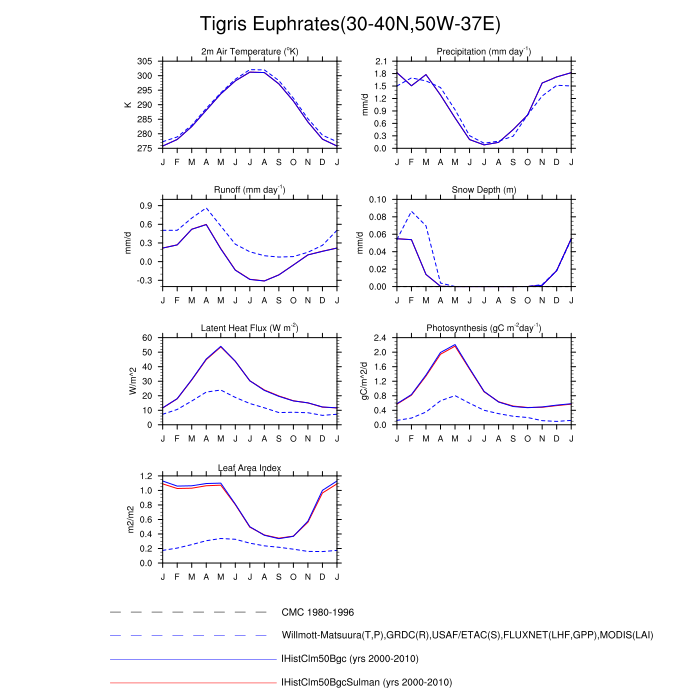 Tigris Euphrates(30-40N,50W-37E)
2m Air Temperature (°K)
305
300
295
290
285
280
275
K
J F M A M J J A S O N D J
Precipitation (mm day⁻¹)
2.1
1.8
1.5
1.2
0.9
0.6
0.3
0.0
mm/d
J F M A M J J A S O N D J
Runoff (mm day⁻¹)
0.9
0.6
0.3
0.0
-0.3
mm/d
J F M A M J J A S O N D J
Snow Depth (m)
0.10
0.08
0.06
0.04
0.02
0.00
mm/d
J F M A M J J A S O N D J
Latent Heat Flux (W m⁻²)
60
50
40
30
20
10
0
W/m^2
J F M A M J J A S O N D J
Photosynthesis (gC m⁻²day⁻¹)
2.4
2.0
1.6
1.2
0.8
0.4
0.0
gC/m^2/d
J F M A M J J A S O N D J
Leaf Area Index
1.2
1.0
0.8
0.6
0.4
0.2
0.0
m2/m2
J F M A M J J A S O N D J
CMC 1980-1996
Willmott-Matsuura(T,P),GRDC(R),USAF/ETAC(S),FLUXNET(LHF,GPP),MODIS(LAI)
IHistClm50Bgc (yrs 2000-2010)
IHistClm50BgcSulman (yrs 2000-2010)